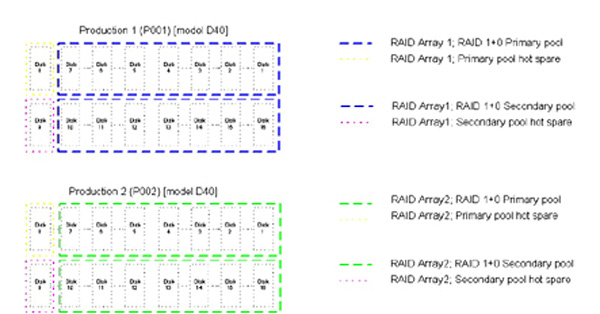 Production 1 (P001) [model D40]
Disk 8 Disk 7 Disk 6 Disk 5 Disk 4 Disk 3 Disk 2 Disk 1
Disk 9 Disk 10 Disk 11 Disk 12 Disk 13 Disk 14 Disk 15 Disk 16
RAID Array 1; RAID 1+0 Primary pool
RAID Array 1; Primary pool hot spare
RAID Array1; RAID 1+0 Secondary pool
RAID Array1; Secondary pool hot spare
Production 2 (P002) [model D40]
Disk 8 Disk 7 Disk 6 Disk 5 Disk 4 Disk 3 Disk 2 Disk 1
Disk 9 Disk 10 Disk 11 Disk 12 Disk 13 Disk 14 Disk 15 Disk 16
RAID Array2; RAID 1+0 Primary pool
RAID Array2; Primary pool hot spare
RAID Array2; RAID 1+0 Secondary pool
RAID Array2; Secondary pool hot spare